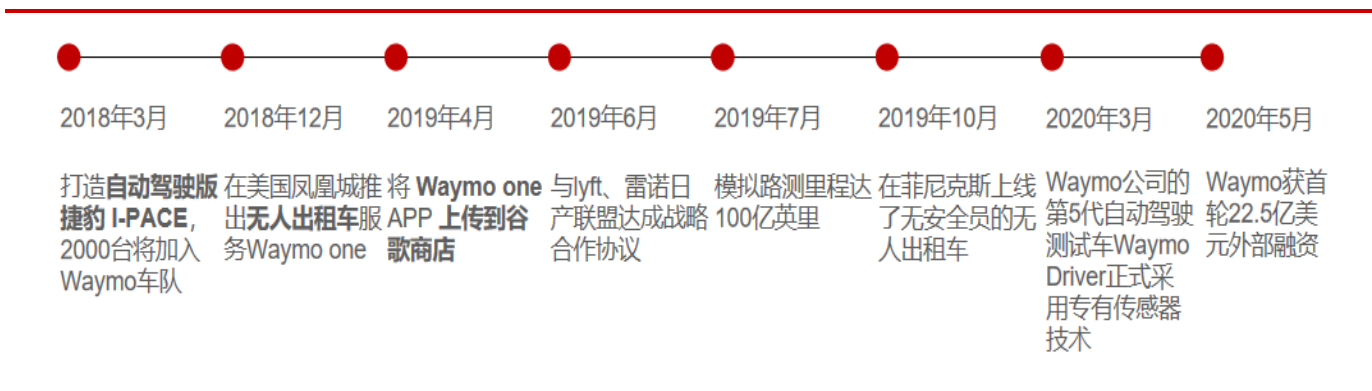 2018年3月
打造自动驾驶版
捷豹 I-PACE，
2000台将加入
Waymo车队
2018年12月
在美国凤凰城推
出无人出租车服
务Waymo one
2019年4月
将 Waymo one
APP 上传到谷
歌商店
2019年6月
与lyft、雷诺日
产联盟达成战略
合作协议
2019年7月
模拟路测里程达
100亿英里
2019年10月
在菲尼克斯上线
了无安全员的无
人出租车
2020年3月
Waymo公司的
第5代自动驾驶
测试车Waymo
Driver正式采
用专有传感器
技术
2020年5月
Waymo获首
轮22.5亿美
元外部融资